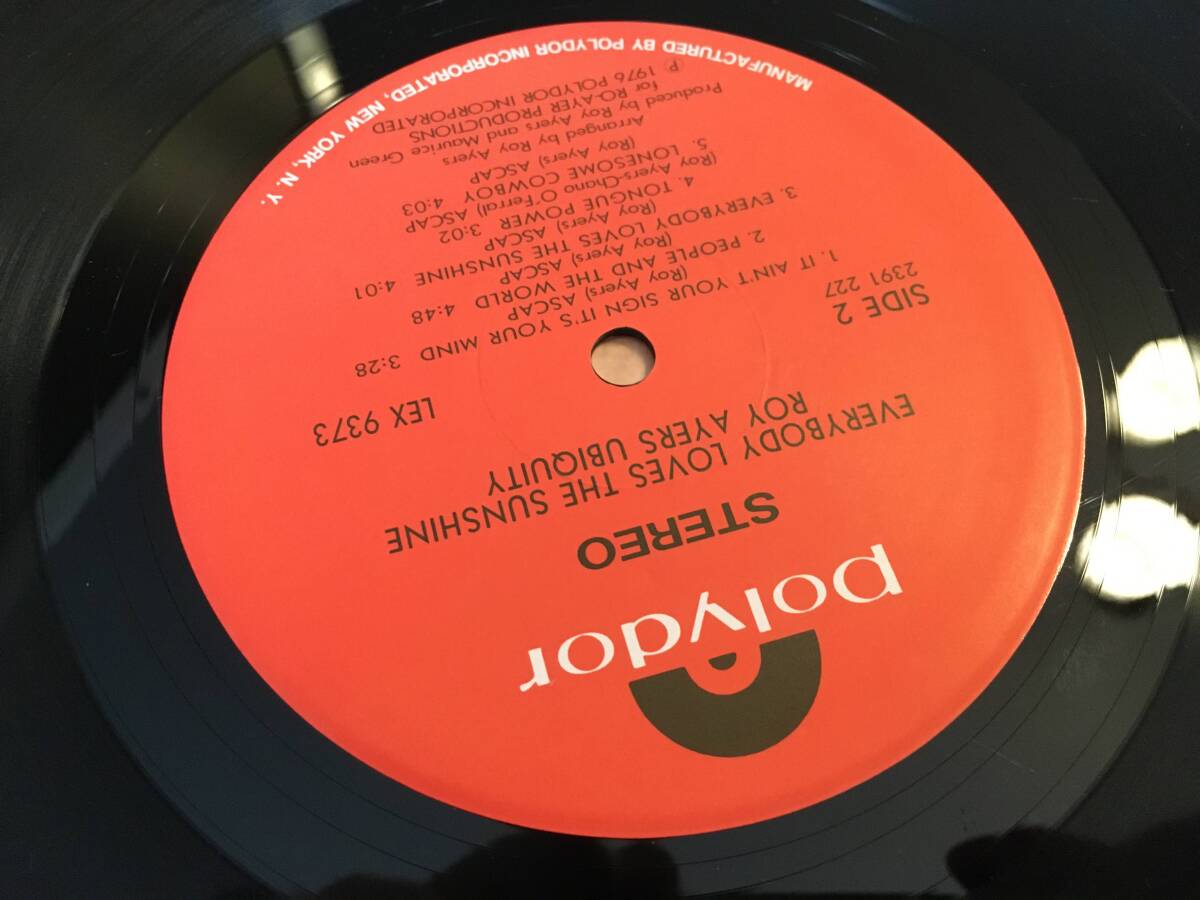 polydor
STEREO
EVERYBODY LOVES THE SUNSHINE
ROY AYERS UBIQUITY
SIDE 2
2391 227
LEX 9373
1. IT AIN'T YOUR SIGN IT'S YOUR MIND 3:28
(Roy Ayers) ASCAP
2. PEOPLE AND THE WORLD 4:48
(Roy Ayers) ASCAP
3. EVERYBODY LOVES THE SUNSHINE 4:01
(Roy Ayers) ASCAP
4. TONGUE POWER 3:02
(Roy Ayers-Chano O'Ferral) ASCAP
5. LONESOME COWBOY 4:03
(Roy Ayers) ASCAP
Arranged by Roy Ayers and Maurice Green
Produced by Roy Ayers
for ROAYER PRODUCTIONS
℗ 1976 POLYDOR INCORPORATED
MANUFACTURED BY POLYDOR INCORPORATED, NEW YORK, N. Y.